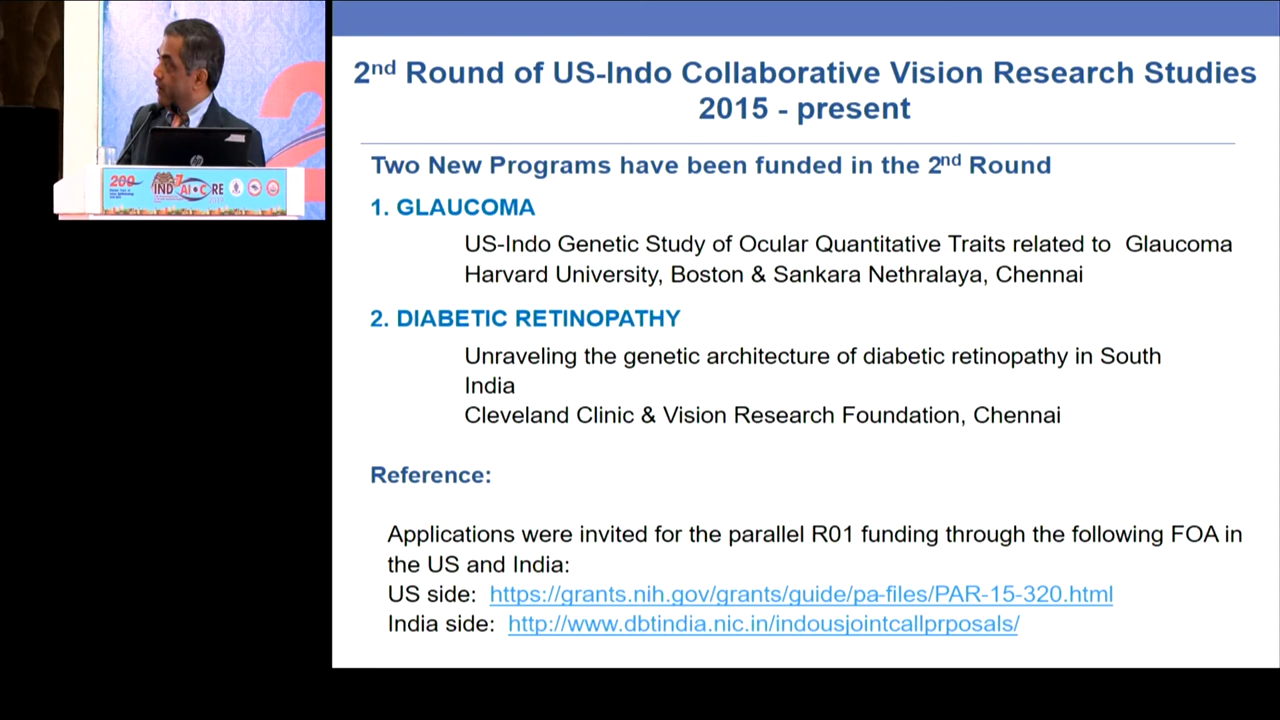 2nd Round of US-Indo Collaborative Vision Research Studies
2015 - present
Two New Programs have been funded in the 2nd Round
1. GLAUCOMA
US-Indo Genetic Study of Ocular Quantitative Traits related to Glaucoma
Harvard University, Boston & Sankara Nethralaya, Chennai
2. DIABETIC RETINOPATHY
Unraveling the genetic architecture of diabetic retinopathy in South
India
Cleveland Clinic & Vision Research Foundation, Chennai
Reference:
Applications were invited for the parallel R01 funding through the following FOA in
the US and India:
US side: https://grants.nih.gov/grants/guide/pa-files/PAR-15-320.html
India side: http://www.dbtindia.nic.in/indousjointcallprposals/
hp
200
IND AI•C RE